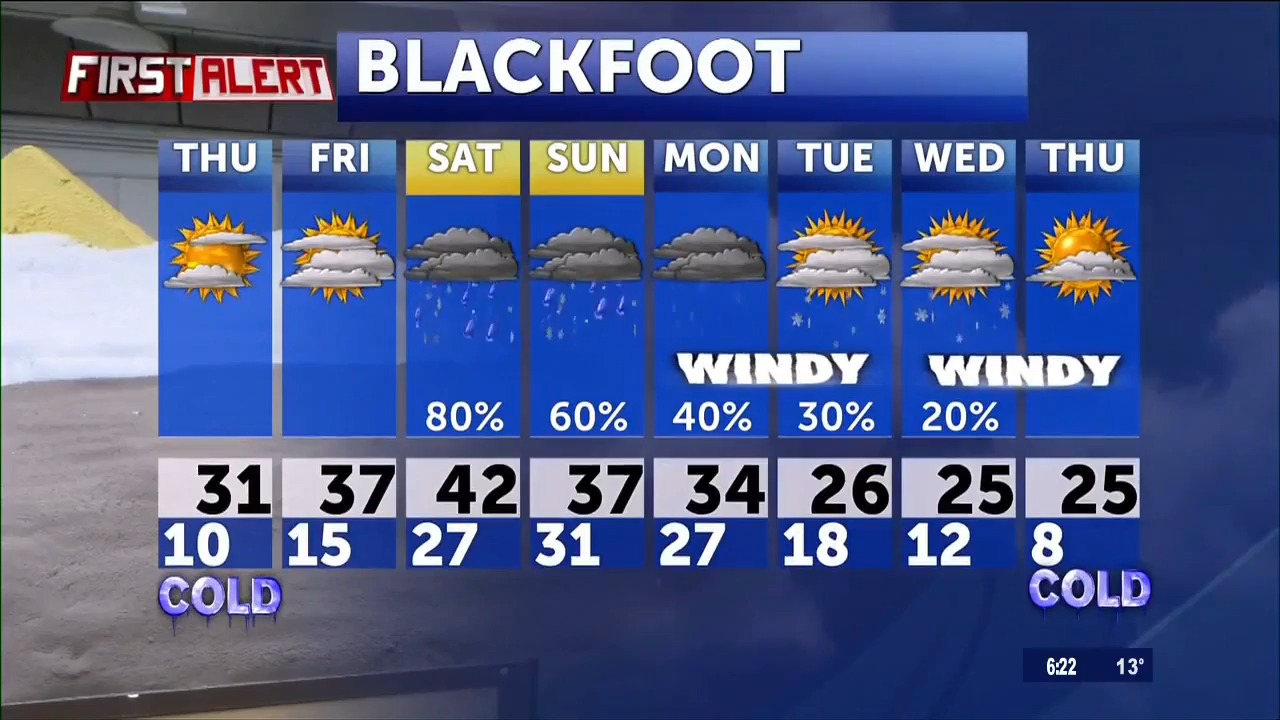 FIRST ALERT
BLACKFOOT
THU FRI SAT SUN MON TUE WED THU
WINDY WINDY
80% 60% 40% 30% 20%
31 37 42 37 34 26 25 25
10 15 27 31 27 18 12 8
COLD COLD
6:22 13°